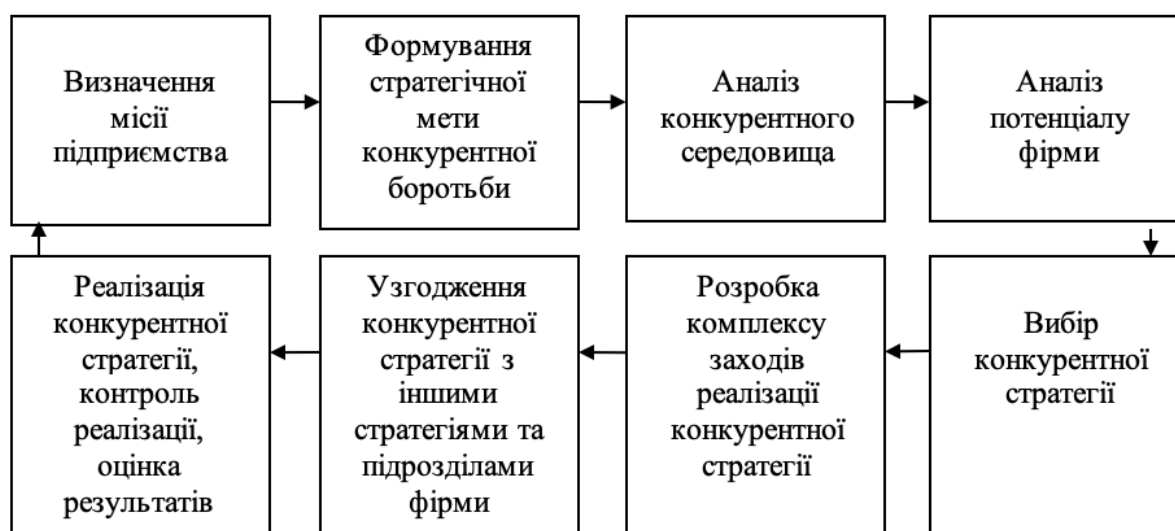 Визначення
місії
підприємства
Формування
стратегічної
мети
конкурентної
боротьби
Аналіз
конкурентного
середовища
Аналіз
потенціалу
фірми
Вибір
конкурентної
стратегії
Розробка
комплексу
заходів
реалізації
конкурентної
стратегії
Узгодження
конкурентної
стратегії з
іншими
стратегіями та
підрозділами
фірми
Реалізація
конкурентної
стратегії,
контроль
реалізації,
оцінка
результатів